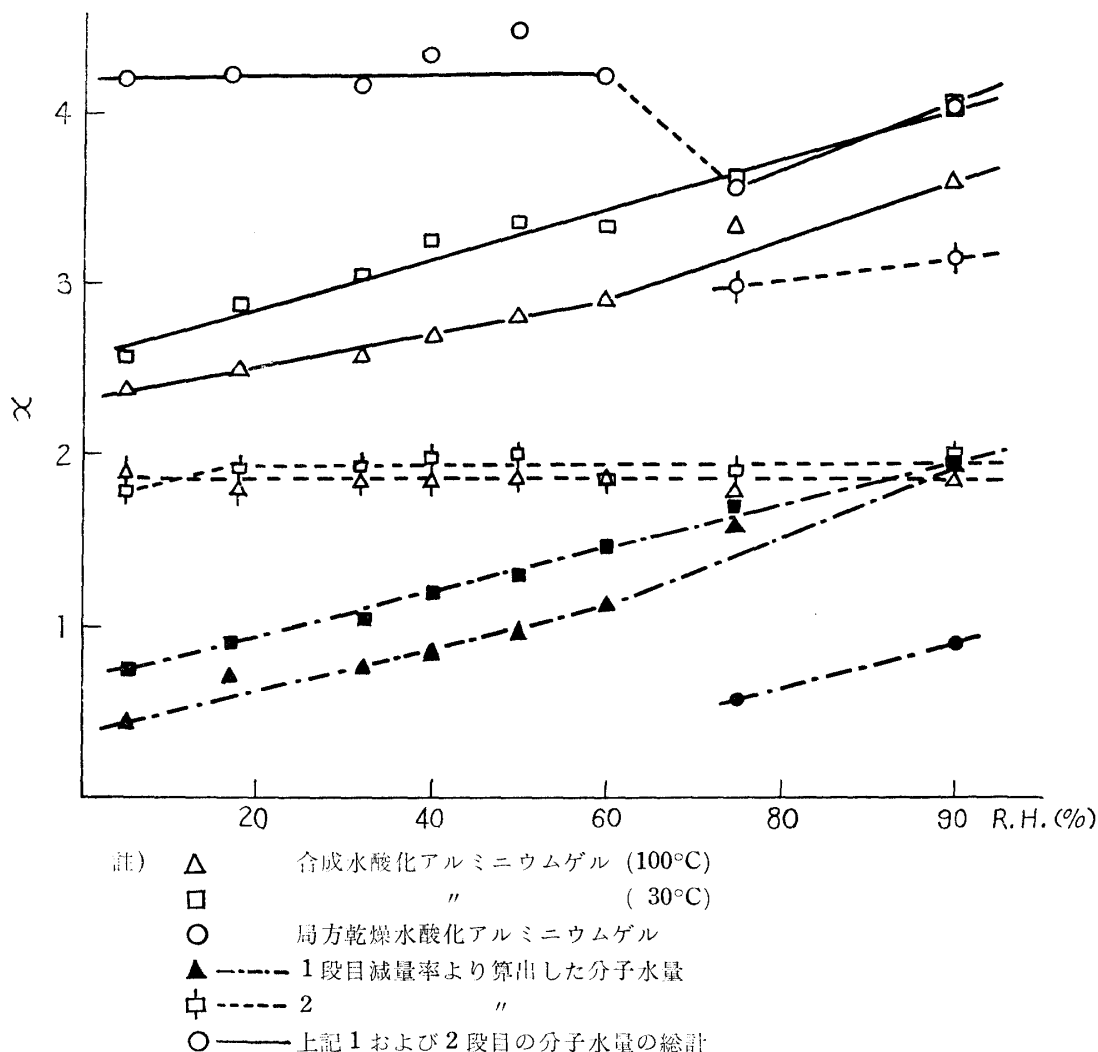 4
3
x
2
1
20 40 60 80 90 R.H.(%)
註) △ 合成水酸化アルミニウムゲル (100°C)
□ 〃 ( 30°C)
○ 局方乾燥水酸化アルミニウムゲル
▲ 1段目減量率より算出した分子水量
2 〃
○ 上記1および2段目の分子水量の総計